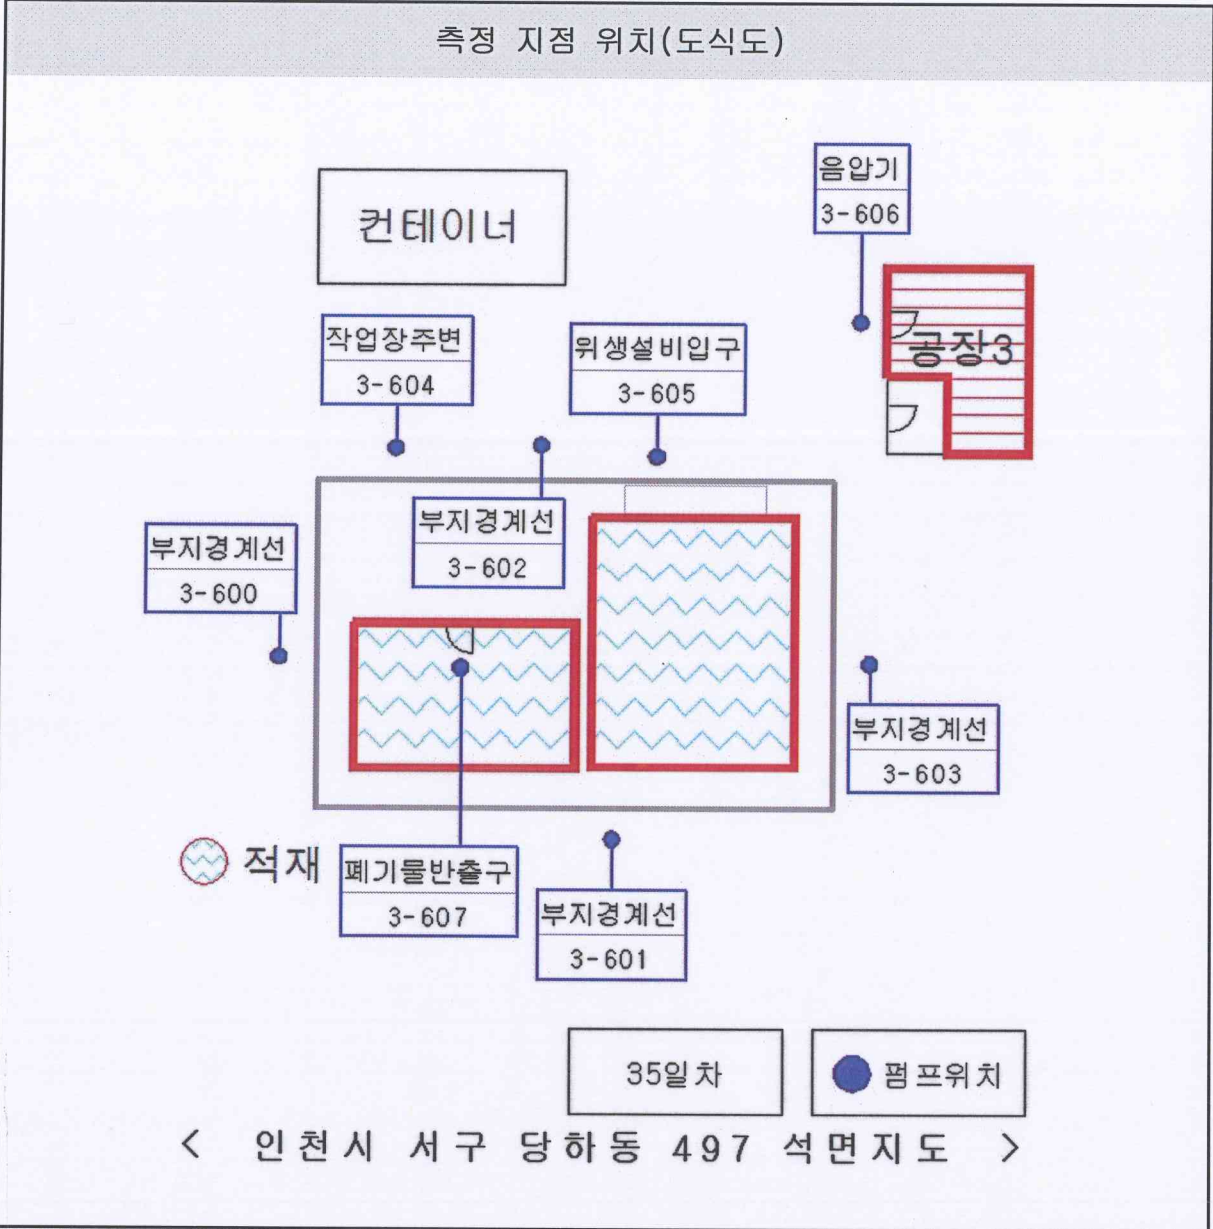 측정 지점 위치(도식도)
음압기
3-606
컨테이너
공장3
작업장주변
3-604
위생설비입구
3-605
부지경계선
3-602
부지경계선
3-600
부지경계선
3-603
적재
폐기물반출구
3-607
부지경계선
3-601
35일차
펌프위치
< 인천시 서구 당하동 497 석면지도 >